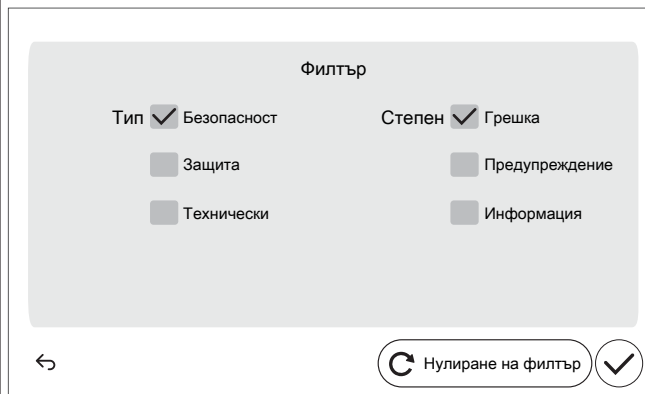 Филтър
Тип Безопасност Степен Грешка
Защита Предупреждение
Технически Информация
Нулиране на филтър